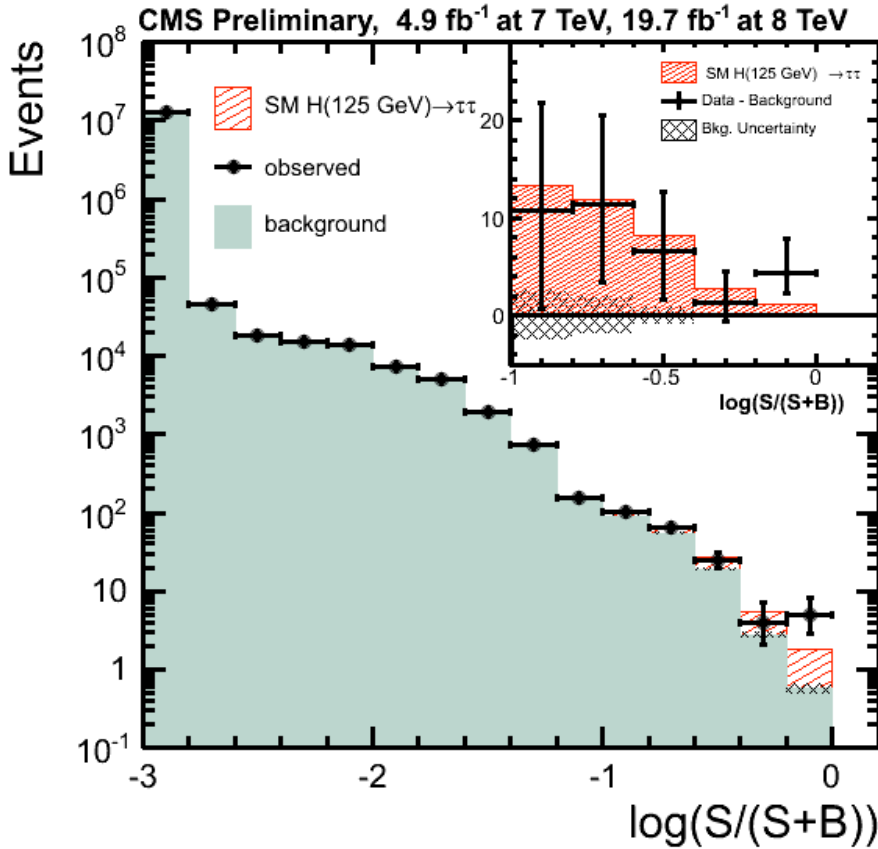 CMS Preliminary, 4.9 fb⁻¹ at 7 TeV, 19.7 fb⁻¹ at 8 TeV
Events
10⁸
10⁷
10⁶
10⁵
10⁴
10³
10²
10
1
10⁻¹
SM H(125 GeV)→ττ
observed
background
SM H(125 GeV) →ττ
Data - Background
Bkg. Uncertainty
20
10
0
-1 -0.5 0
log(S/(S+B))
-3 -2 -1 0
log(S/(S+B))